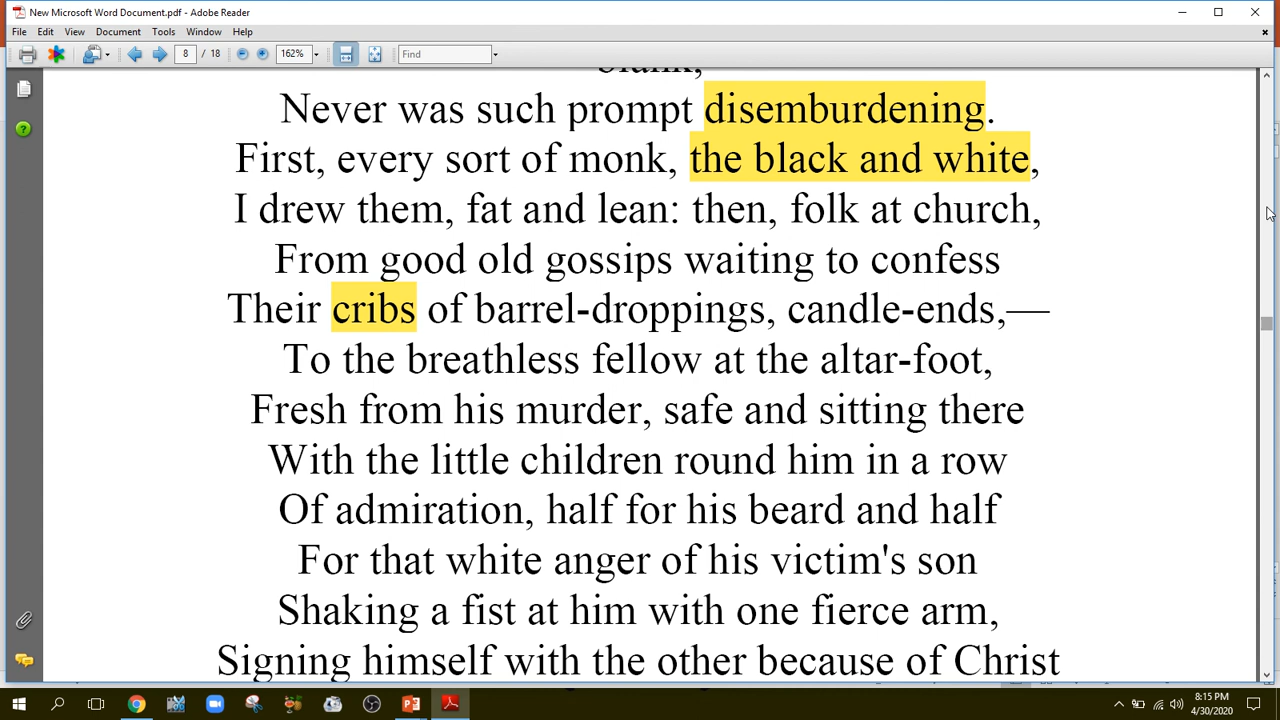 New Microsoft Word Document.pdf - Adobe Reader
File Edit View Document Tools Window Help
8 / 18 162% Find
blank,
Never was such prompt disemburdening.
First, every sort of monk, the black and white,
I drew them, fat and lean: then, folk at church,
From good old gossips waiting to confess
Their cribs of barrel-droppings, candle-ends,—
To the breathless fellow at the altar-foot,
Fresh from his murder, safe and sitting there
With the little children round him in a row
Of admiration, half for his beard and half
For that white anger of his victim's son
Shaking a fist at him with one fierce arm,
Signing himself with the other because of Christ
8:15 PM
4/30/2020